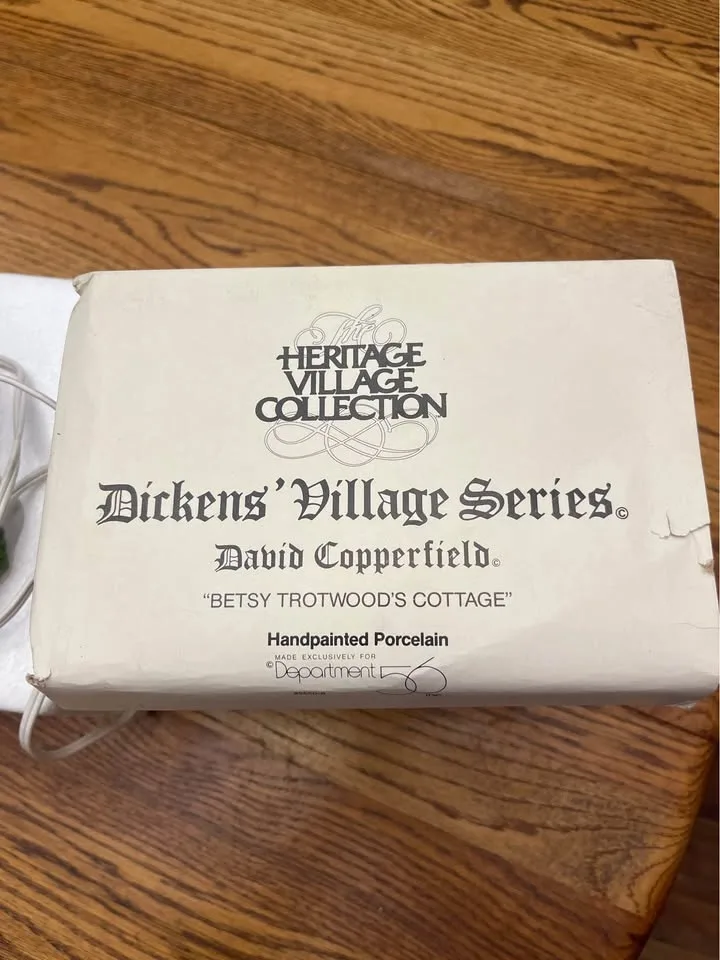 The
HERITAGE
VILLAGE
COLLECTION
Dickens' Village Series©
David Copperfield©
“BETSY TROTWOOD'S COTTAGE”
Handpainted Porcelain
MADE EXCLUSIVELY FOR
©Department 56